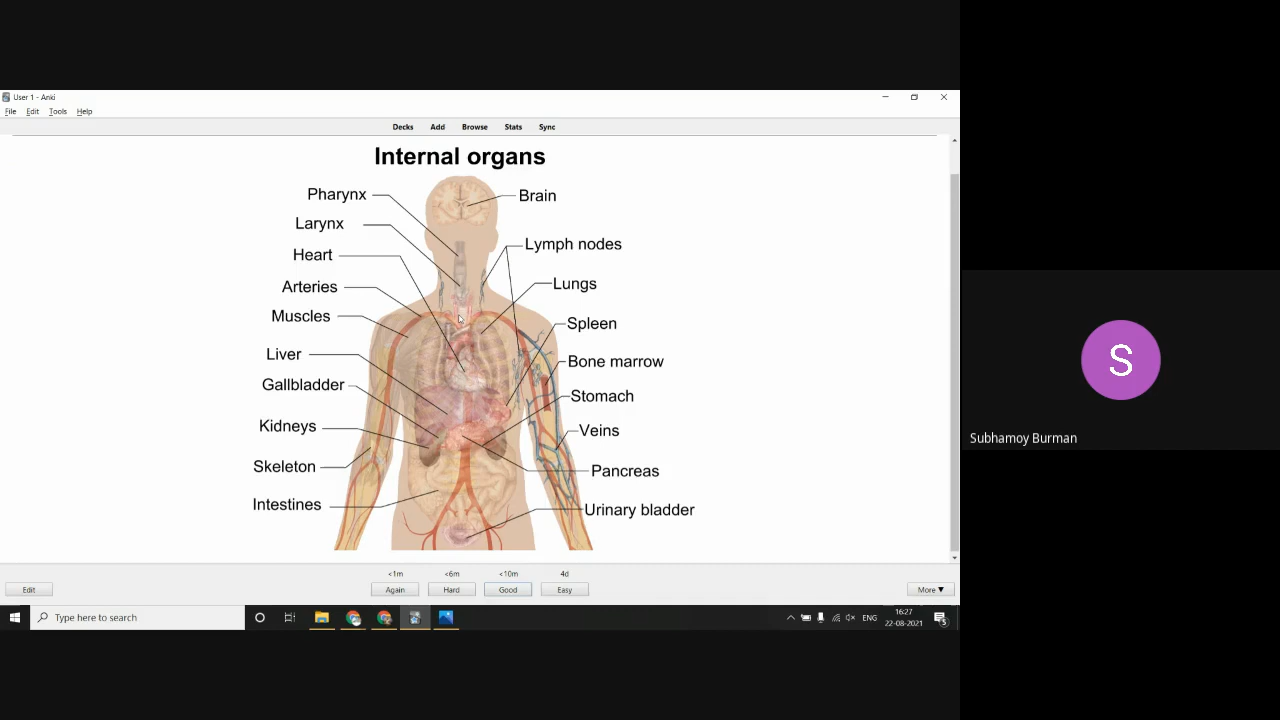 User 1 - Anki
File Edit Tools Help
Decks Add Browse Stats Sync
Internal organs
Pharynx
Brain
Larynx
Lymph nodes
Heart
Lungs
Arteries
Muscles
Spleen
Liver
Bone marrow
Gallbladder
Stomach
Kidneys
Veins
Skeleton
Pancreas
Intestines
Urinary bladder
<1m <6m <10m 4d
Edit Again Hard Good Easy More ▼
Type here to search
ENG
16:27
22-08-2021
5
S
Subhamoy Burman